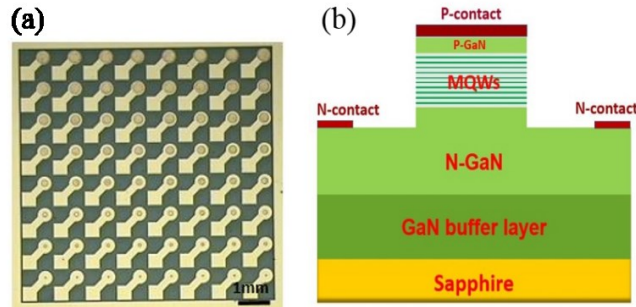 (a)
1mm
(b)
P-contact
P-GaN
MQWs
N-contact
N-contact
N-GaN
GaN buffer layer
Sapphire